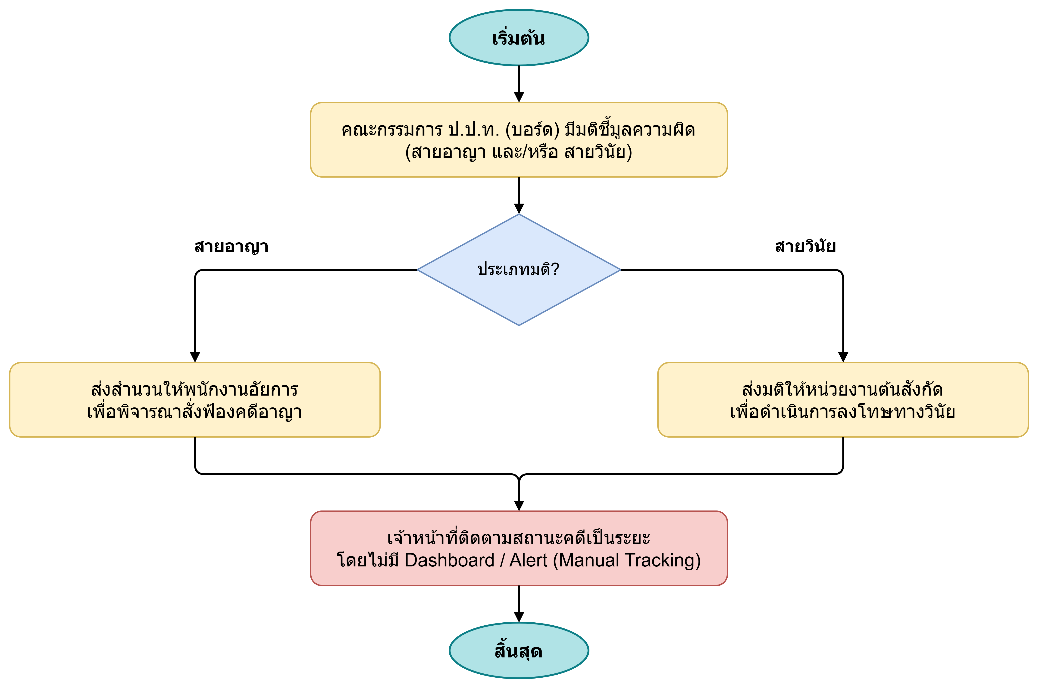 เริ่มต้น
คณะกรรมการ ป.ป.ท. (บอร์ด) มีมติชี้มูลความผิด
(สายอาญา และ/หรือ สายวินัย)
สายอาญา
สายวินัย
ประเภทมติ?
ส่งสำนวนให้พนักงานอัยการ
เพื่อพิจารณาสั่งฟ้องคดีอาญา
ส่งมติให้หน่วยงานต้นสังกัด
เพื่อดำเนินการลงโทษทางวินัย
เจ้าหน้าที่ติดตามสถานะคดีเป็นระยะ
โดยไม่มี Dashboard / Alert (Manual Tracking)
สิ้นสุด